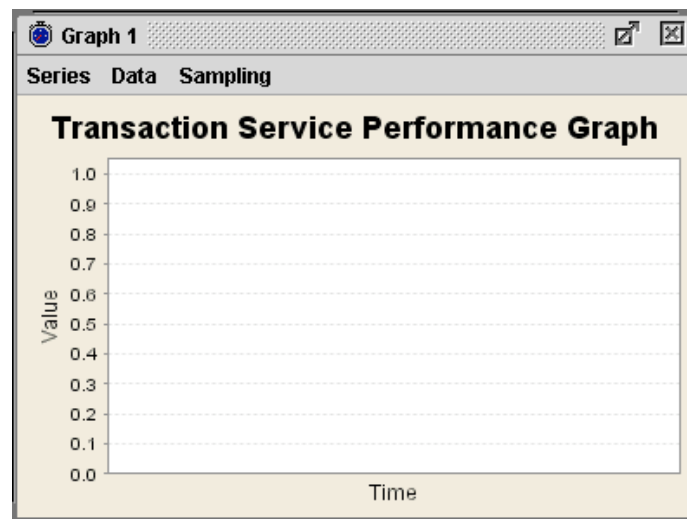 Graph 1
Series Data Sampling
Transaction Service Performance Graph
1.0
0.9
0.8
0.7
0.6
0.5
0.4
0.3
0.2
0.1
0.0
Value
Time